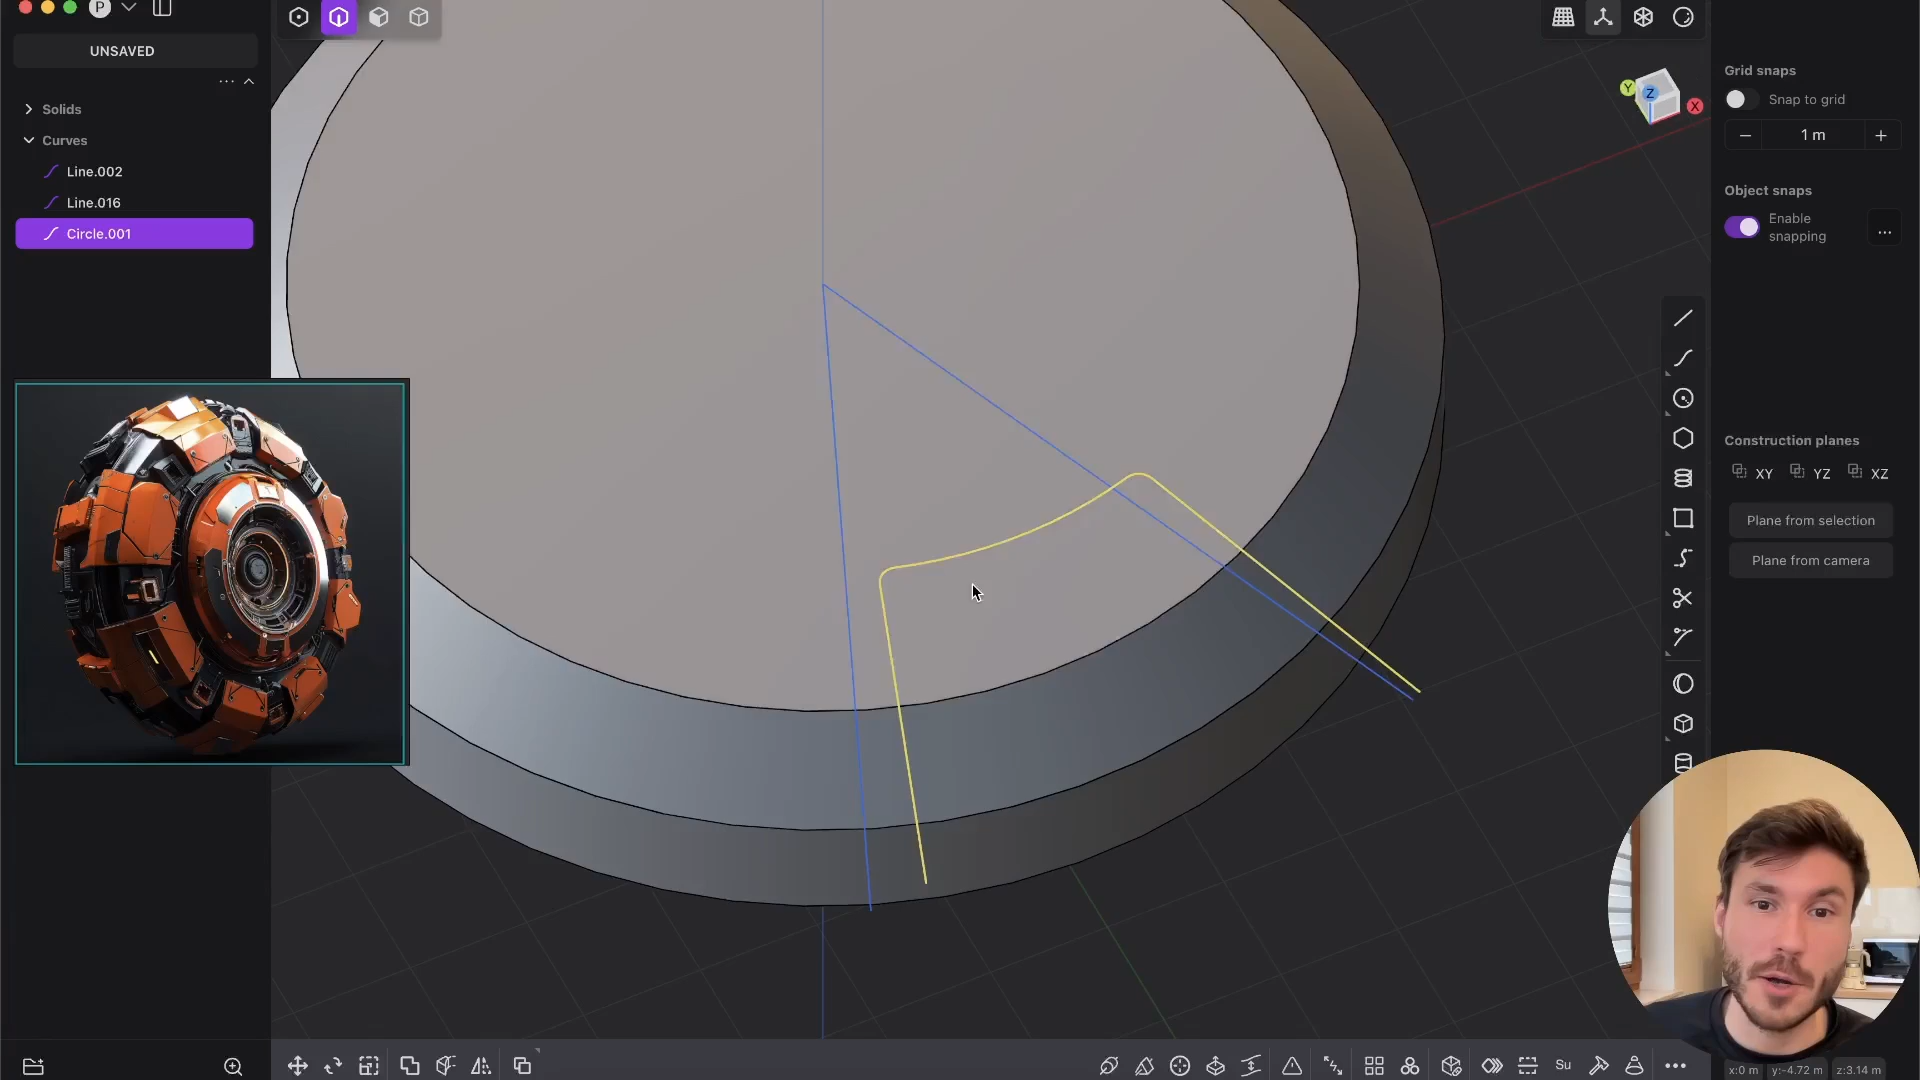 P
UNSAVED
Solids
Curves
Line.002
Line.016
Circle.001
Grid snaps
Snap to grid
1 m
Object snaps
Enable
snapping
Construction planes
XY YZ XZ
Plane from selection
Plane from camera
Y
Z
X
Su
x:0 m y:-4.72 m z:3.14 m